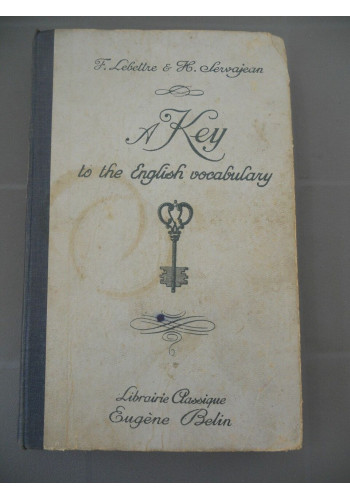 F. Lebettre & H. Servajean
A Key
to the English vocabulary
Librairie Classique
Eugène Belin